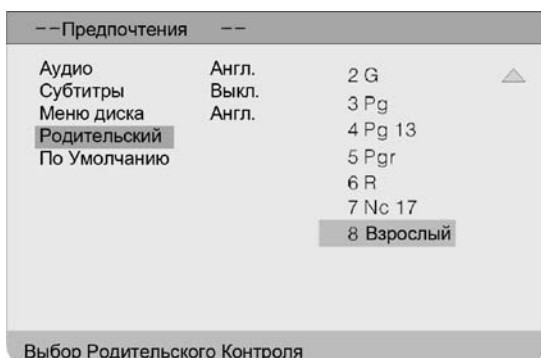 --Предпочтения --
Аудио Англ.
Субтитры Выкл.
Меню диска Англ.
Родительский
По Умолчанию
2 G
3 Pg
4 Pg 13
5 Pgr
6 R
7 Nc 17
8 Взрослый
Выбор Родительского Контроля